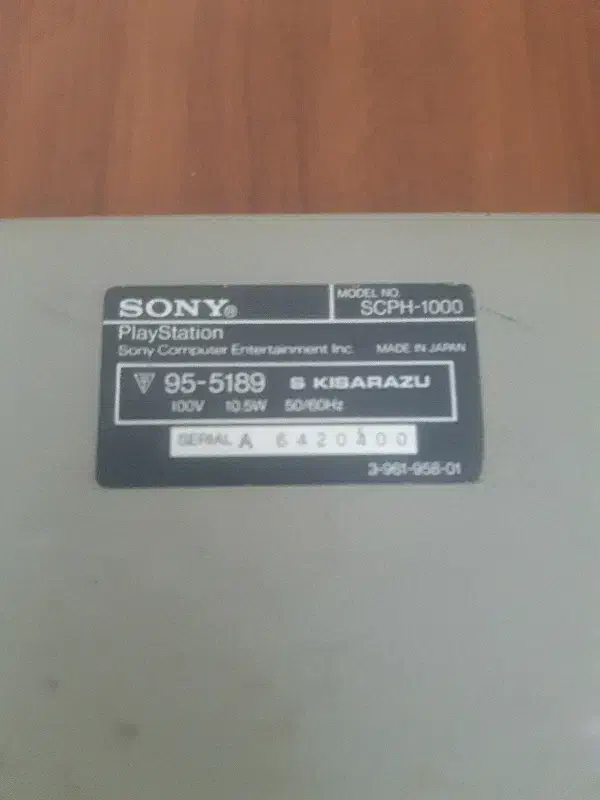 SONY®
MODEL NO.
SCPH-1000
PlayStation
Sony Computer Entertainment Inc. MADE IN JAPAN
95-5189 S KISARAZU
100V 10.5W 50/60Hz
SERIAL A 6420400
3-961-958-01